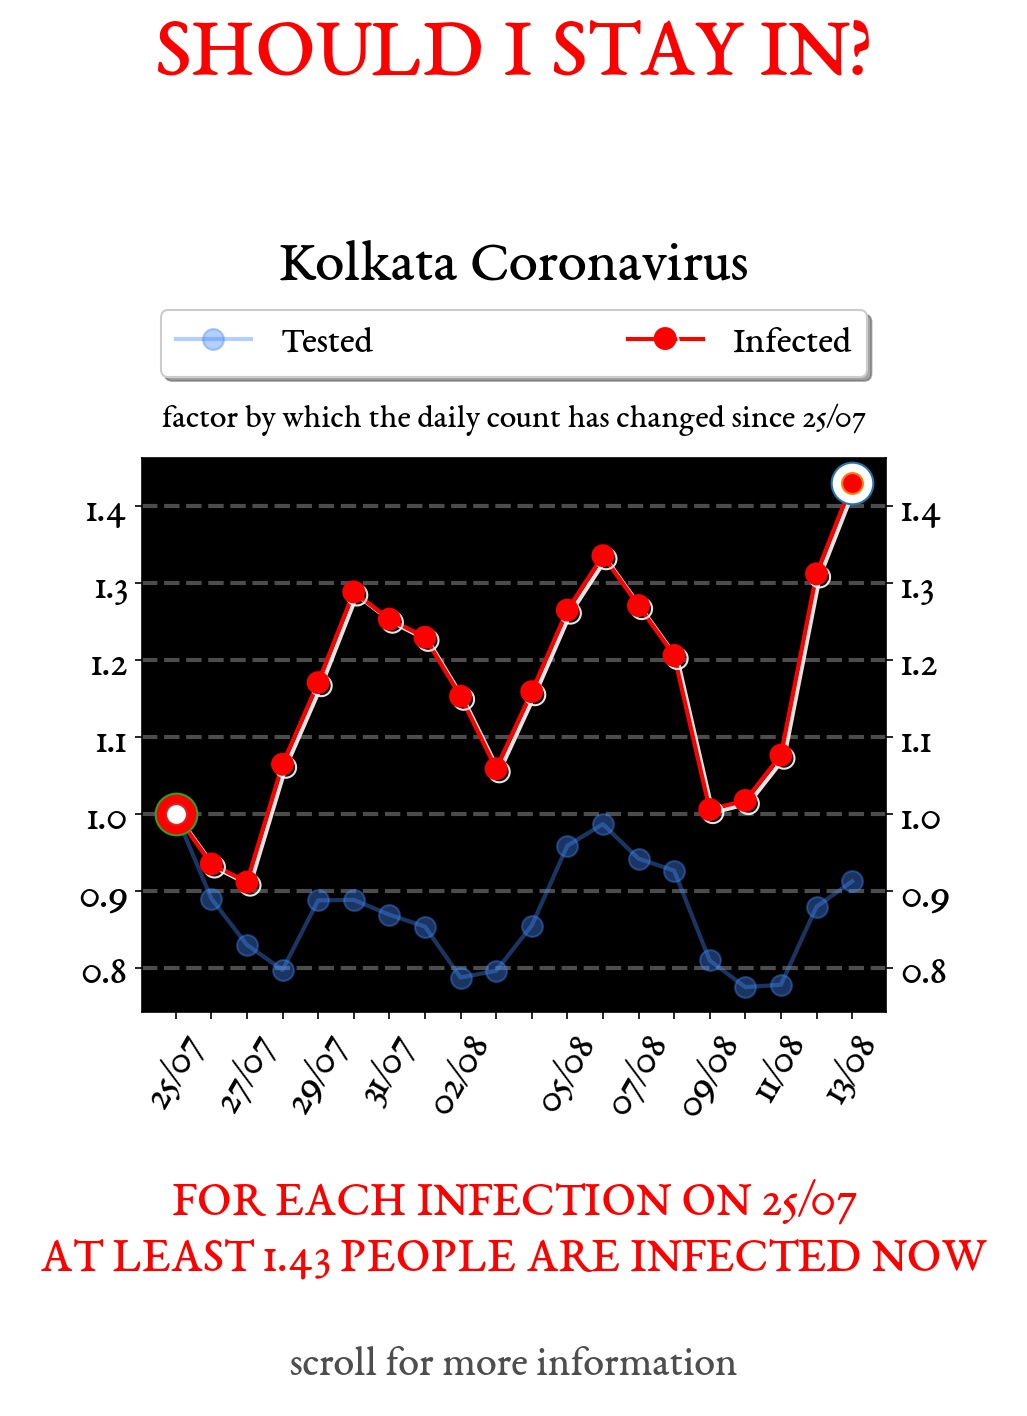 SHOULD I STAY IN?
Kolkata Coronavirus
Tested Infected
factor by which the daily count has changed since 25/07
1.4 1.4
1.3 1.3
1.2 1.2
1.1 1.1
1.0 1.0
0.9 0.9
0.8 0.8
25/07 27/07 29/07 31/07 02/08 05/08 07/08 09/08 11/08 13/08
FOR EACH INFECTION ON 25/07
AT LEAST 1.43 PEOPLE ARE INFECTED NOW
scroll for more information